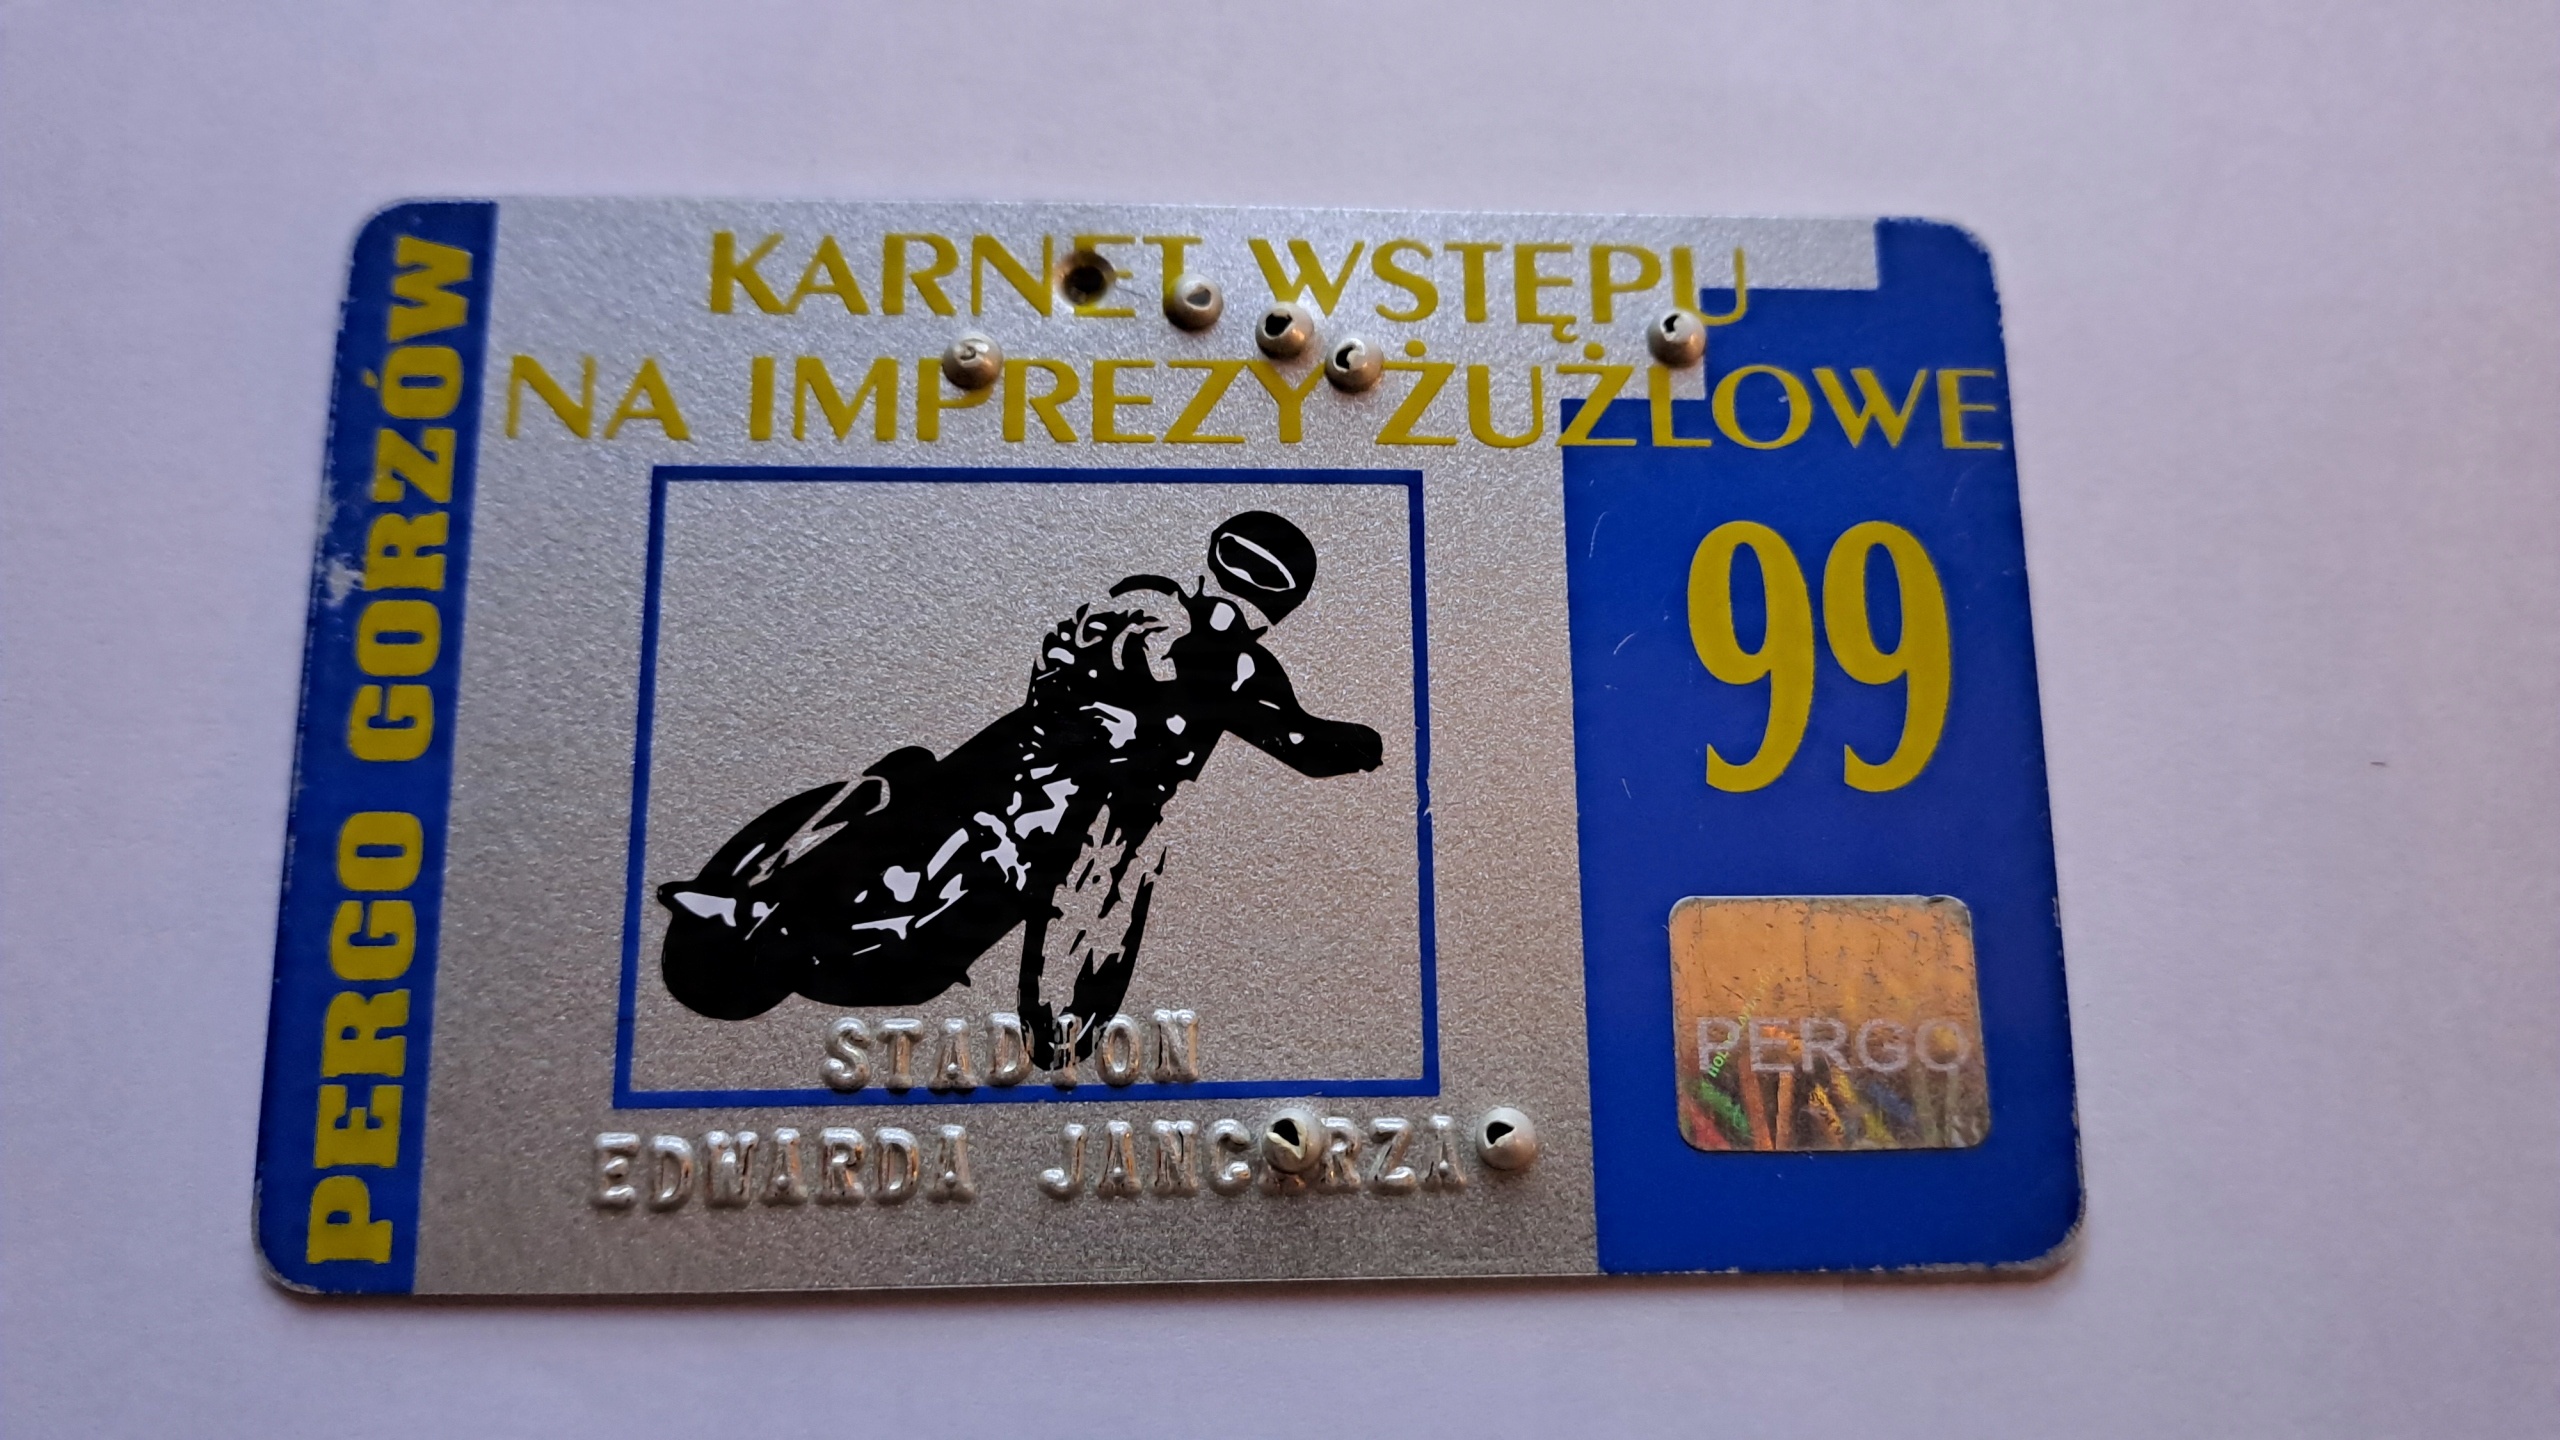 PERGO GORZÓW
KARNET WSTĘPU
NA IMPREZY ŻUŻLOWE
99
PERGO
STADION
EDWARDA JANCARZA